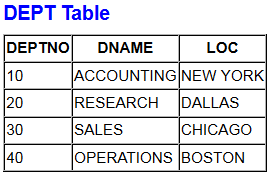 DEPT Table
DEPTNO DNAME LOC
10 ACCOUNTING NEW YORK
20 RESEARCH DALLAS
30 SALES CHICAGO
40 OPERATIONS BOSTON